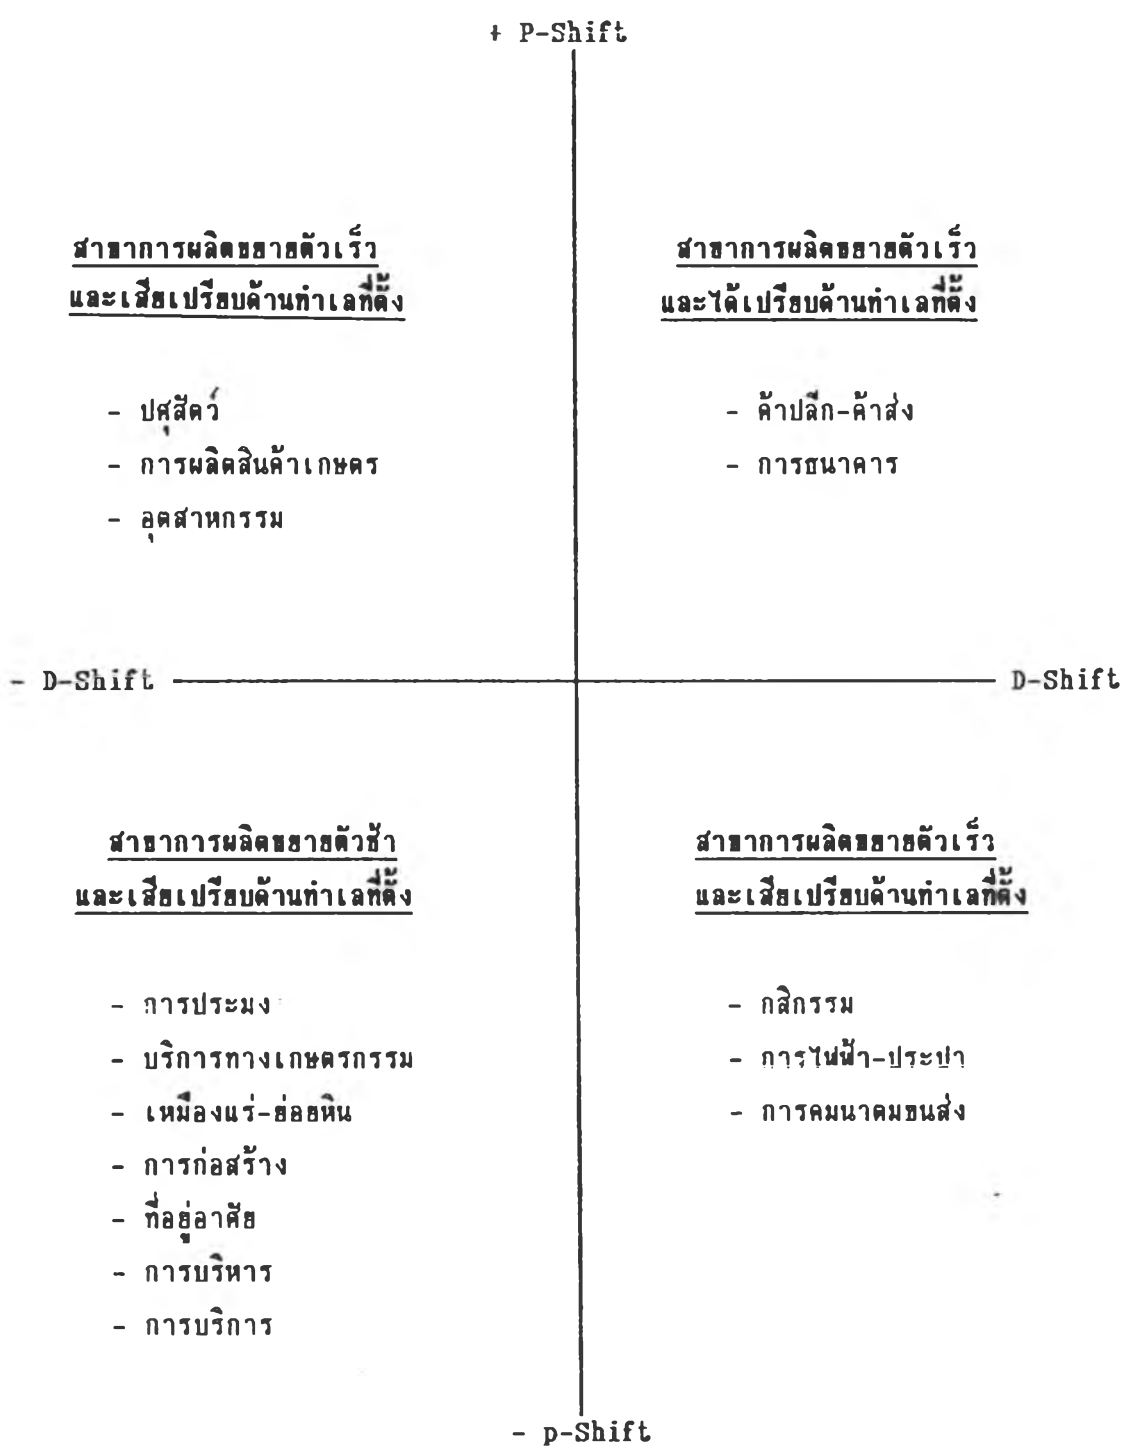 + P-Shift
สาขาการผลิตขยายตัวเร็ว
และเสียเปรียบด้านทำเลที่ตั้ง
- ปศุสัตว์
- การผลิตสินค้าเกษตร
- อุตสาหกรรม
สาขาการผลิตขยายตัวเร็ว
และได้เปรียบด้านทำเลที่ตั้ง
- ค้าปลีก-ค้าส่ง
- การธนาคาร
- D-Shift
D-Shift
สาขาการผลิตขยายตัวช้า
และเสียเปรียบด้านทำเลที่ตั้ง
- การประมง
- บริการทางเกษตรกรรม
- เหมืองแร่-ย่อยหิน
- การก่อสร้าง
- ที่อยู่อาศัย
- การบริหาร
- การบริการ
สาขาการผลิตขยายตัวเร็ว
และเสียเปรียบด้านทำเลที่ตั้ง
- กสิกรรม
- การไฟฟ้า-ประปา
- การคมนาคมขนส่ง
- p-Shift